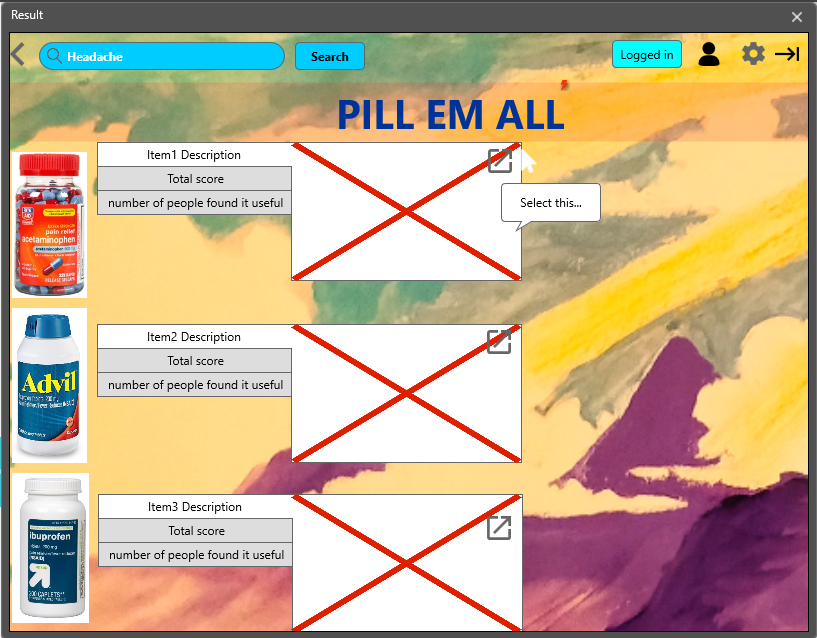 Result
Headache
Search
Logged in
PILL EM ALL
Item1 Description
Total score
number of people found it useful
Select this...
pain relief
acetaminophen
Item2 Description
Total score
number of people found it useful
Advil
Item3 Description
Total score
number of people found it useful
ibuprofen
(NSAID)